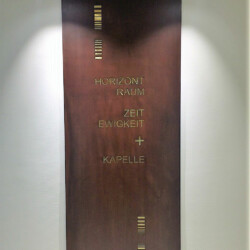 HORIZONT
RAUM
ZEIT
EWIGKEIT
+
KAPELLE